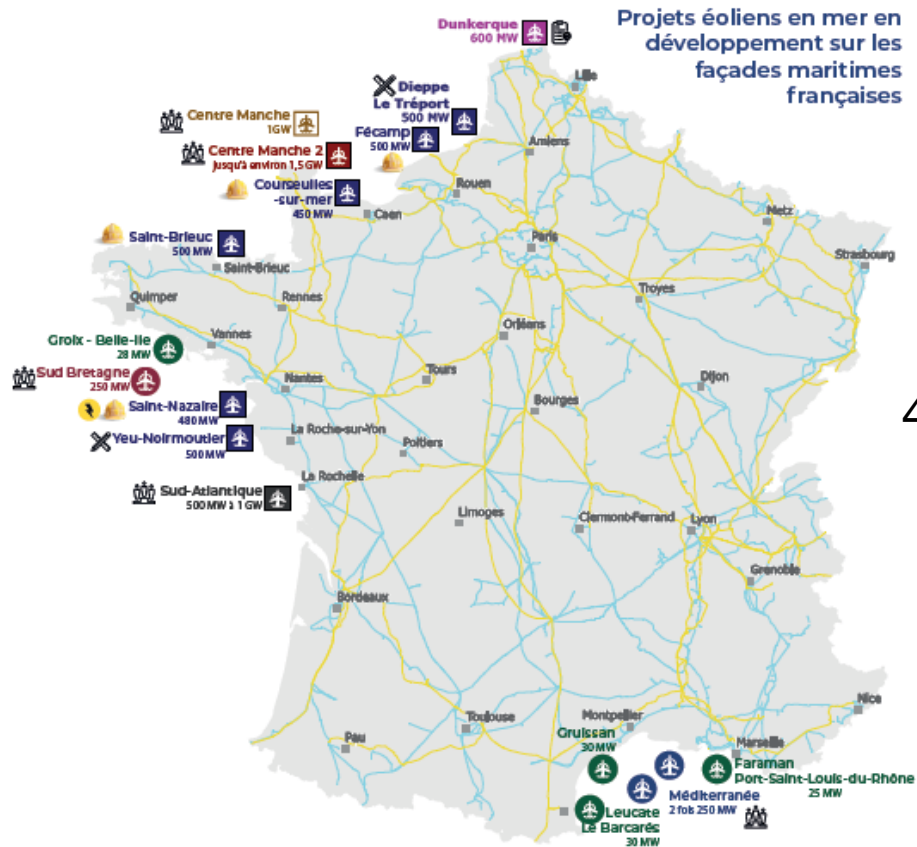 Projets éoliens en mer en
développement sur les
façades maritimes
françaises
Dunkerque
600 MW
Lille
Dieppe
Le Tréport
500 MW
Centre Manche
1GW
Fécamp
500 MW
Amiens
Centre Manche 2
Jusqu'à environ 1,5 GW
Courseulles
-sur-mer
450 MW
Rouen
Caen
Metz
Paris
Strasbourg
Saint-Brieuc
500 MW
Saint-Brieuc
Troyes
Quimper
Rennes
Orléans
Vannes
Groix - Belle-Ile
28 MW
Sud Bretagne
250 MW
Nantes
Tours
Dijon
Saint-Nazaire
480 MW
Bourges
Yeu-Noirmoutier
500 MW
La Roche-sur-Yon
Poitiers
4
La Rochelle
Sud-Atlantique
500 MW à 1 GW
Limoges
Clermont-Ferrand
Lyon
Grenoble
Bordeaux
Nice
Montpellier
Toulouse
Gruissan
30 MW
Pau
Marseille
Faraman
Port-Saint-Louis-du-Rhône
25 MW
Méditerranée
2 fois 250 MW
Leucate
Le Barcarés
30 MW